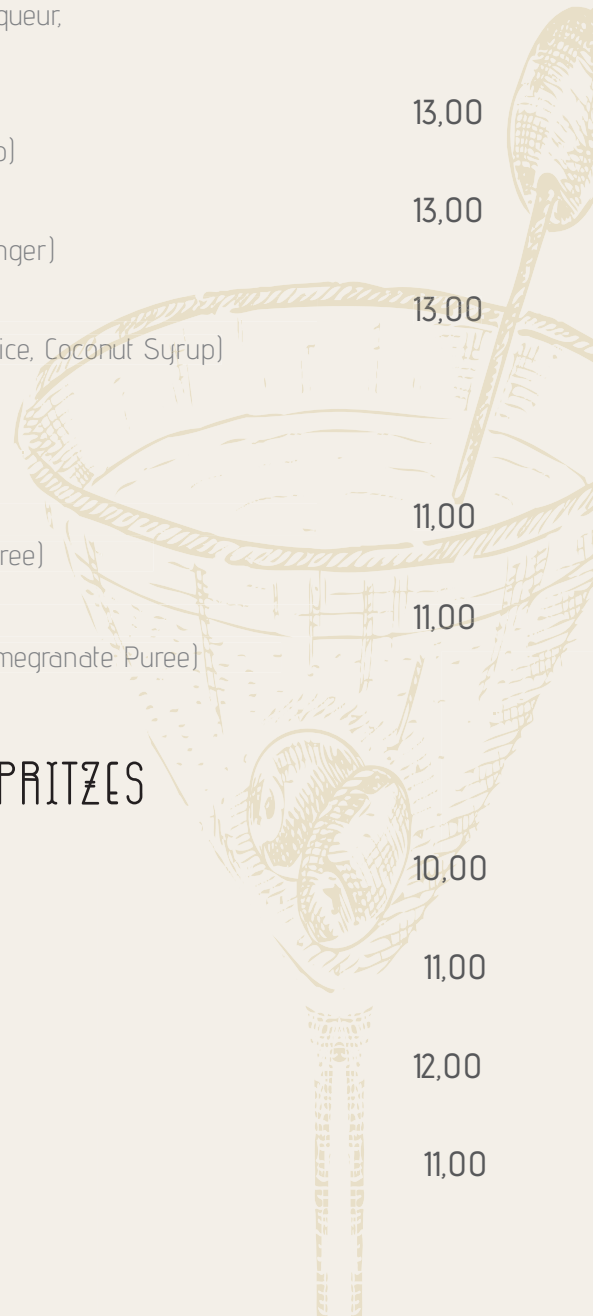 queur,
13,00
o)
13,00
nger)
13,00
ice, Coconut Syrup)
11,00
ree)
11,00
megranate Puree)
PRITZES
10,00
11,00
12,00
11,00